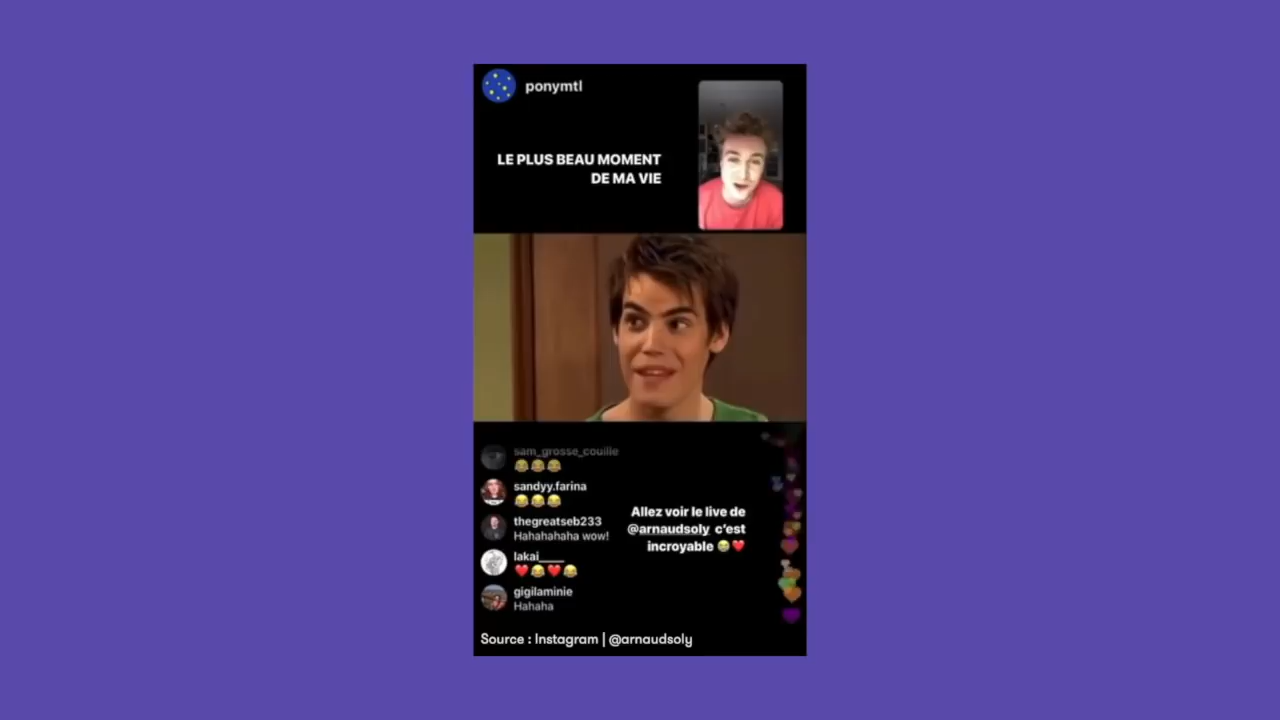 ponymtl
LE PLUS BEAU MOMENT
DE MA VIE
sam_grosse_couille
😂😂😂
sandyy.farina
😂😂😂
thegreatseb233
Hahahahaha wow!
lakai____
❤️😂❤️😂
gigilaminie
Hahaha
Allez voir le live de
@arnaudsoly c'est
incroyable 😭❤️
Source : Instagram | @arnaudsoly